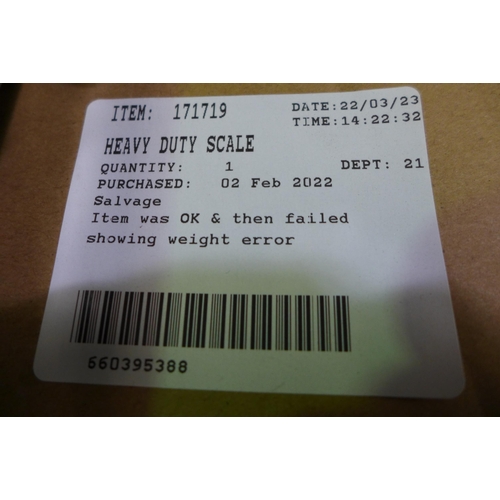 ITEM: 171719 DATE:22/03/23
TIME:14:22:32
HEAVY DUTY SCALE
QUANTITY: 1 DEPT: 21
PURCHASED: 02 Feb 2022
Salvage
Item was OK & then failed
showing weight error
660395388